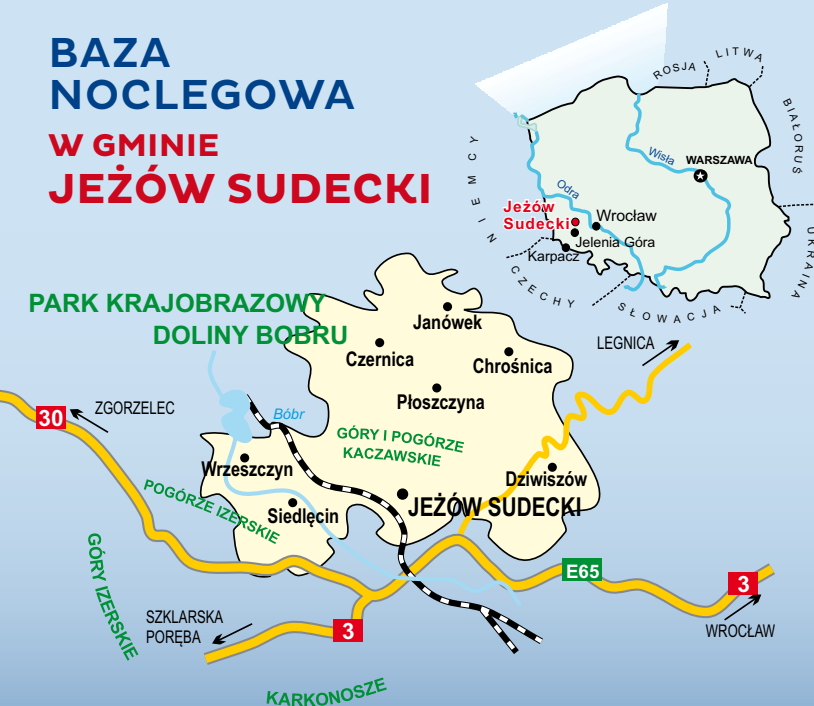 BAZA
NOCLEGOWA
W GMINIE
JEŻÓW SUDECKI
LITWA
ROSJA
BIAŁORUŚ
NIEMCY
Wisła
WARSZAWA
Odra
Jeżów
Sudecki
Wrocław
Jelenia Góra
Karpacz
UKRAINA
CZECHY
SŁOWACJA
PARK KRAJOBRAZOWY
DOLINY BOBRU
Janówek
LEGNICA
Czernica
Chrośnica
Płoszczyna
30
ZGORZELEC
Bóbr
GÓRY I POGÓRZE
KACZAWSKIE
Wrzeszczyn
Dziwiszów
POGÓRZE IZERSKIE
JEŻÓW SUDECKI
Siedlęcin
GÓRY IZERSKIE
E65
3
SZKLARSKA
PORĘBA
3
WROCŁAW
KARKONOSZE